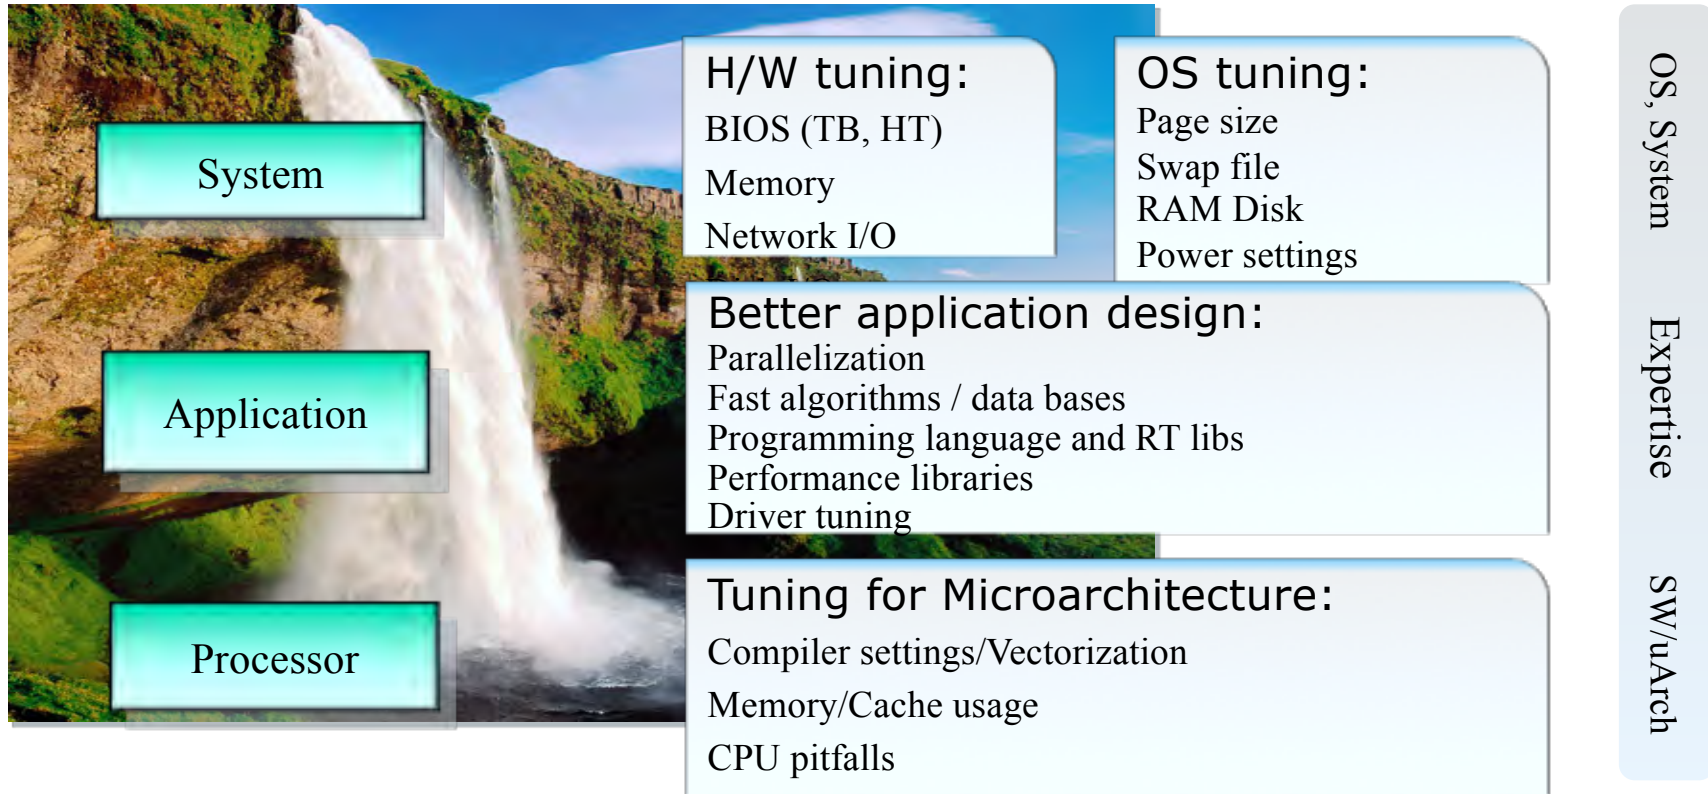 System
H/W tuning:
BIOS (TB, HT)
Memory
Network I/O
OS tuning:
Page size
Swap file
RAM Disk
Power settings
Application
Better application design:
Parallelization
Fast algorithms / data bases
Programming language and RT libs
Performance libraries
Driver tuning
Processor
Tuning for Microarchitecture:
Compiler settings/Vectorization
Memory/Cache usage
CPU pitfalls
OS, System
Expertise
SW/uArch